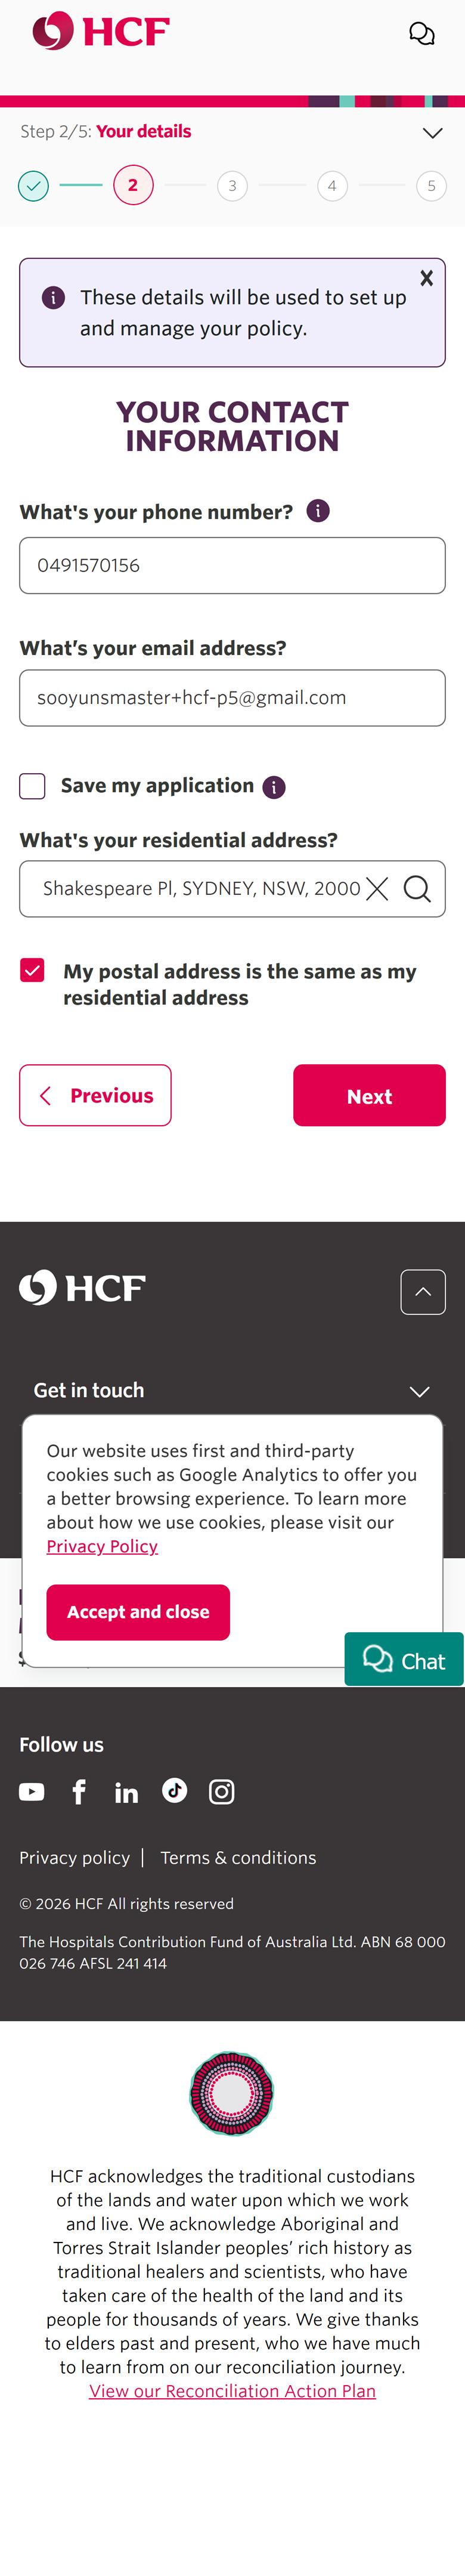 HCF
Step 2/5: Your details
2
3
4
5
These details will be used to set up
and manage your policy.
YOUR CONTACT
INFORMATION
What's your phone number?
0491570156
What’s your email address?
sooyunsmaster+hcf-p5@gmail.com
Save my application
What's your residential address?
Shakespeare Pl, SYDNEY, NSW, 2000
My postal address is the same as my
residential address
Previous
Next
HCF
Get in touch
Our website uses first and third-party
cookies such as Google Analytics to offer you
a better browsing experience. To learn more
about how we use cookies, please visit our
Privacy Policy
Accept and close
Chat
Follow us
Privacy policy | Terms & conditions
© 2026 HCF All rights reserved
The Hospitals Contribution Fund of Australia Ltd. ABN 68 000
026 746 AFSL 241 414
HCF acknowledges the traditional custodians
of the lands and water upon which we work
and live. We acknowledge Aboriginal and
Torres Strait Islander peoples’ rich history as
traditional healers and scientists, who have
taken care of the health of the land and its
people for thousands of years. We give thanks
to elders past and present, who we have much
to learn from on our reconciliation journey.
View our Reconciliation Action Plan